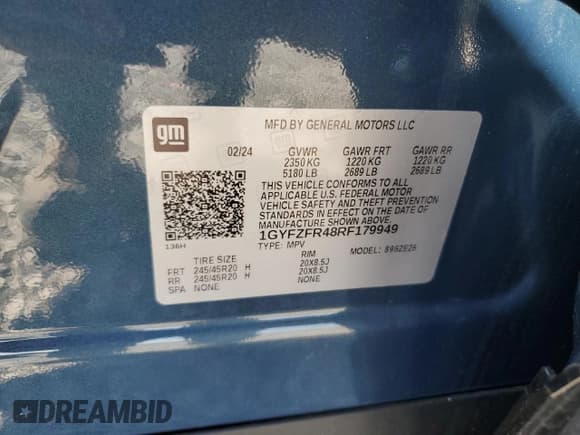 gm
MFD BY GENERAL MOTORS LLC
02/24 GVWR GAWR FRT GAWR RR
2350 KG 1220 KG 1220 KG
5180 LB 2689 LB 2689 LB
THIS VEHICLE CONFORMS TO ALL
APPLICABLE U.S. FEDERAL MOTOR
VEHICLE SAFETY AND THEFT PREVENTION
STANDARDS IN EFFECT ON THE DATE OF
MANUFACTURE SHOWN ABOVE.
1GYFZFR48RF179949
136H
TYPE: MPV MODEL:
TIRE SIZE RIM
FRT 245/45R20 H 20X8.5J
RR 245/45R20 H 20X8.5J
SPA NONE NONE
DREAMBID